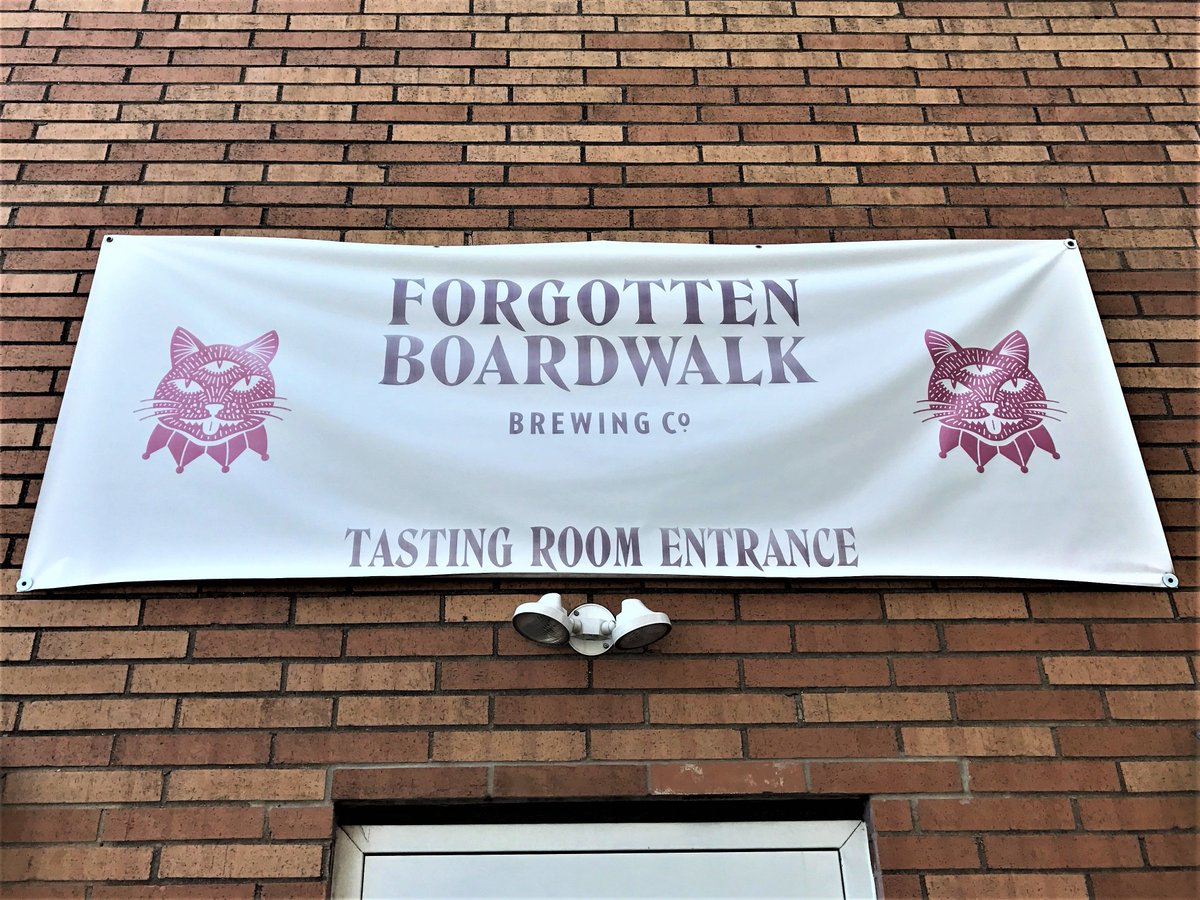 FORGOTTEN
BOARDWALK
BREWING Co
TASTING ROOM ENTRANCE